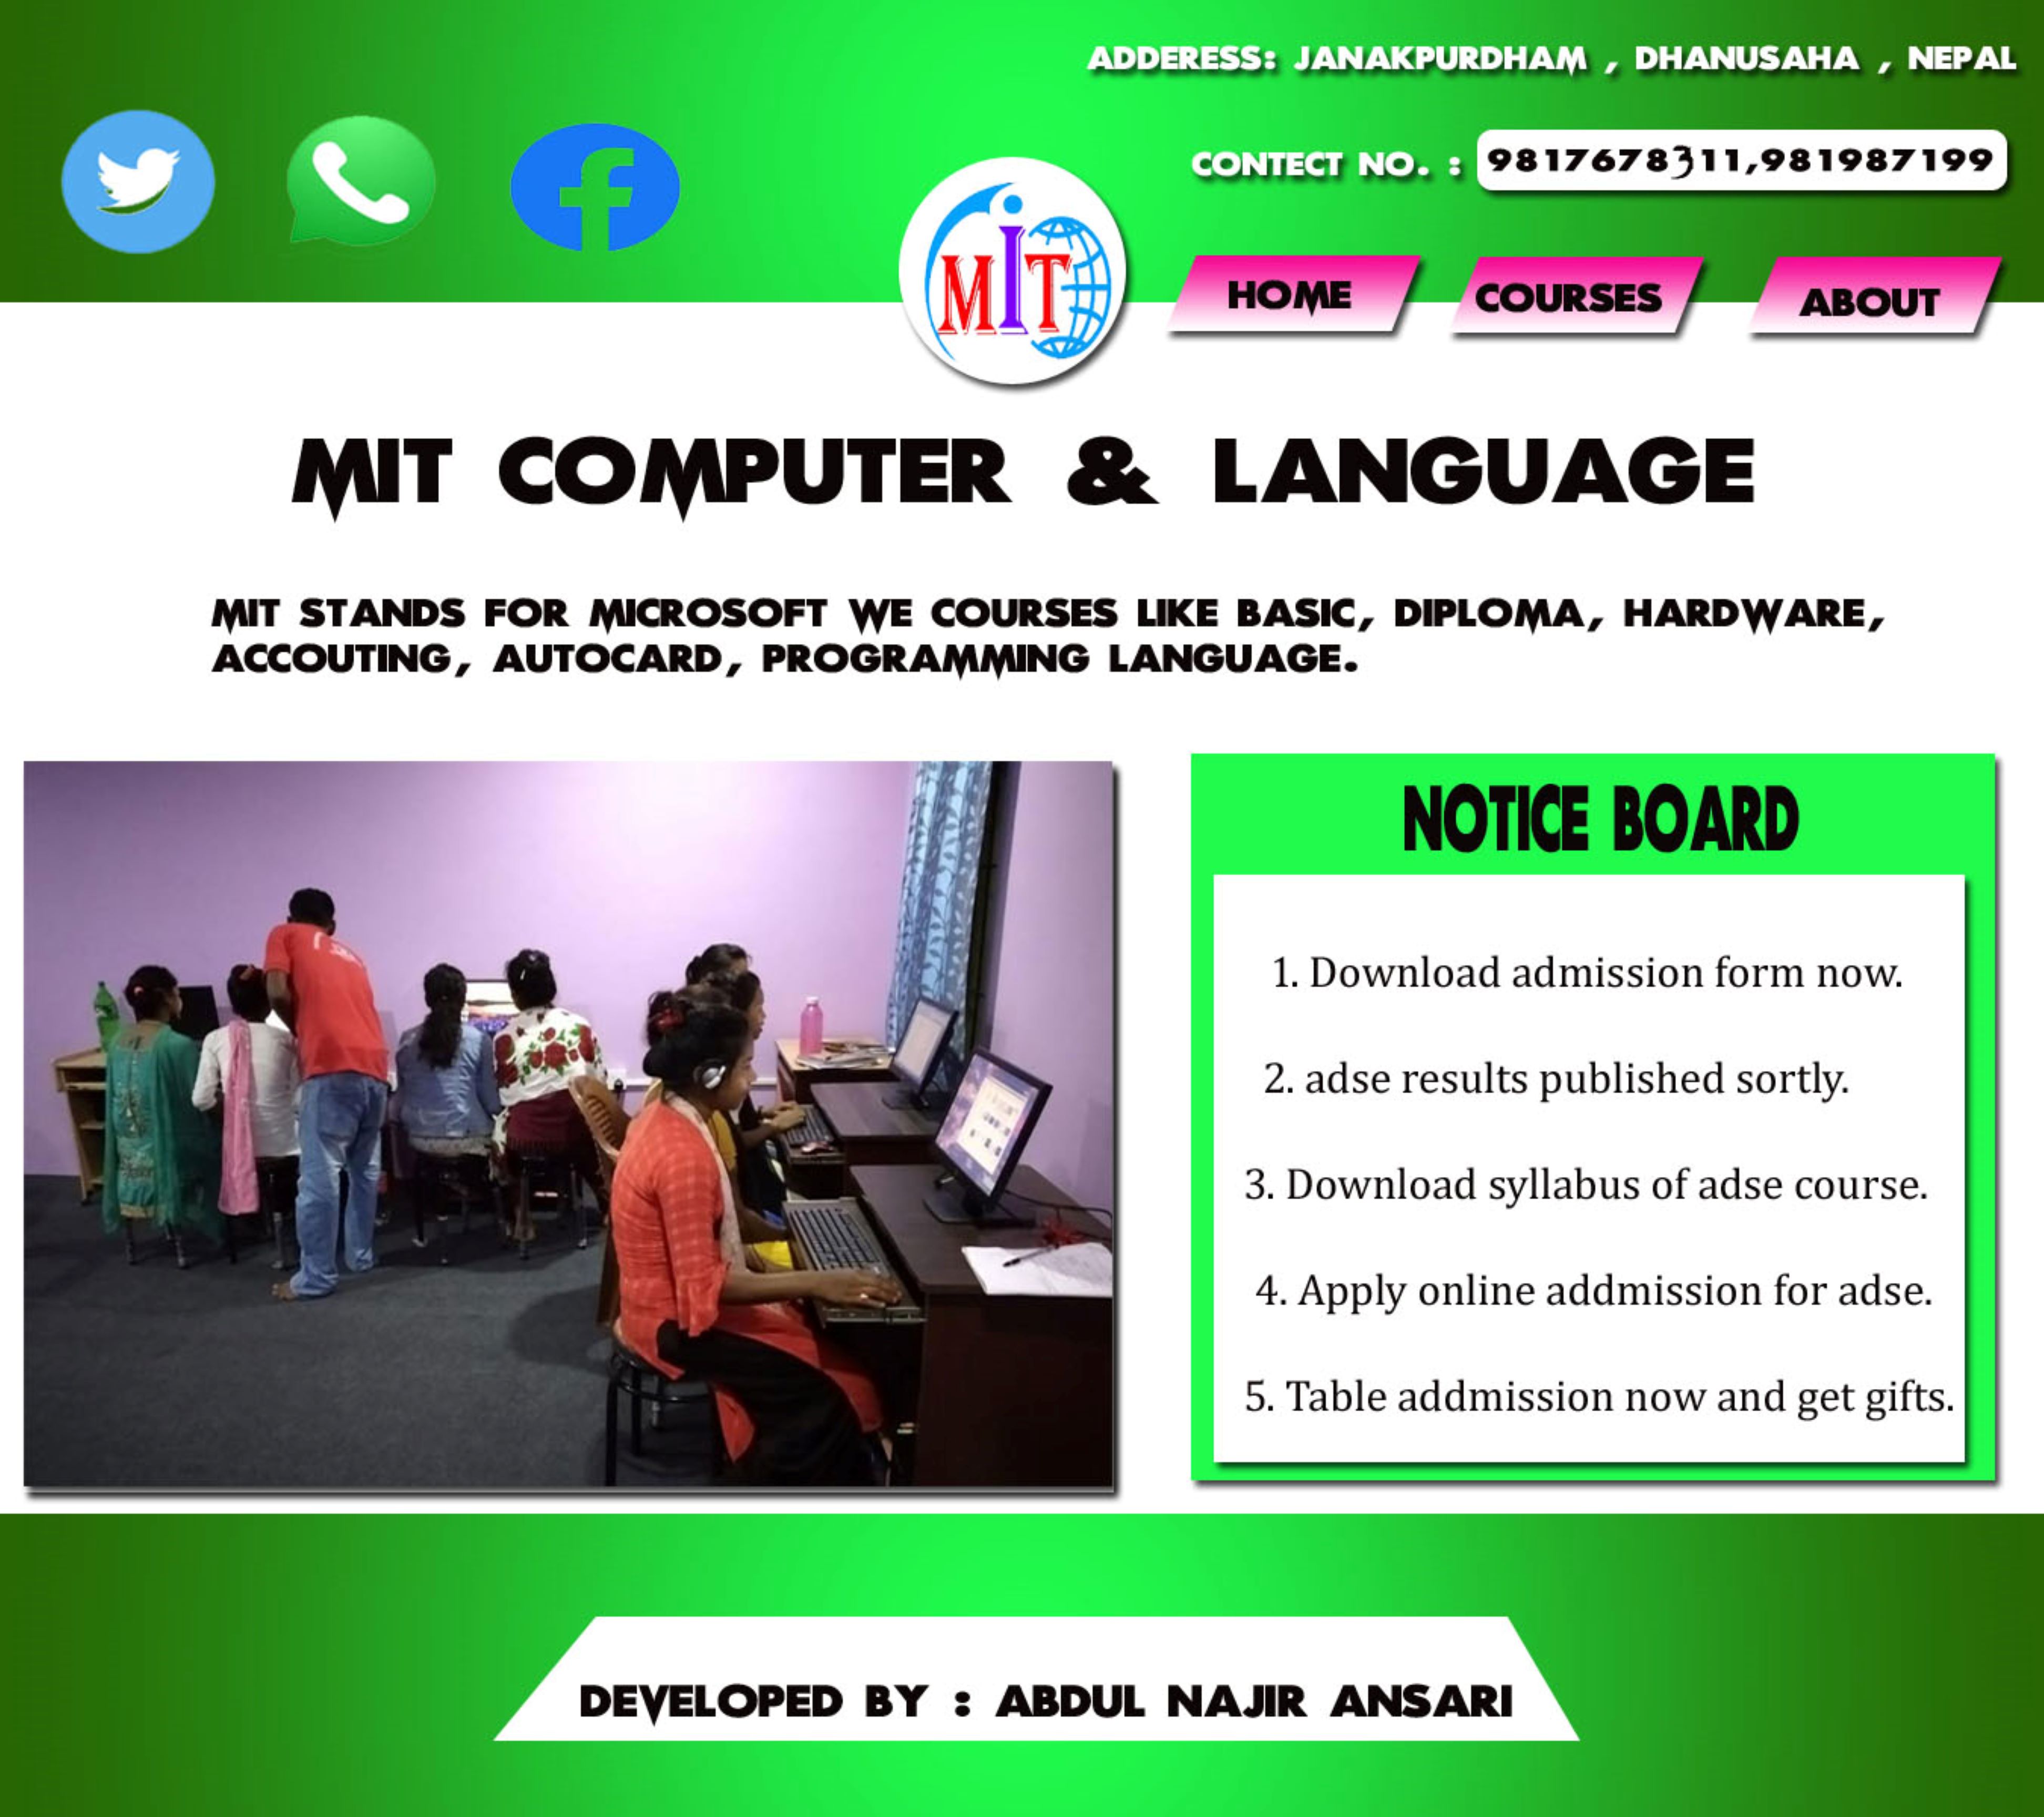 ADDERESS: JANAKPURDHAM , DHANUSAHA , NEPAL
CONTECT NO. : 9817678311,981987199
MIT
HOME COURSES ABOUT
MIT COMPUTER & LANGUAGE
MIT STANDS FOR MICROSOFT WE COURSES LIKE BASIC, DIPLOMA, HARDWARE,
ACCOUTING, AUTOCARD, PROGRAMMING LANGUAGE.
NOTICE BOARD
1. Download admission form now.
2. adse results published sortly.
3. Download syllabus of adse course.
4. Apply online addmission for adse.
5. Table addmission now and get gifts.
DEVELOPED BY : ABDUL NAJIR ANSARI